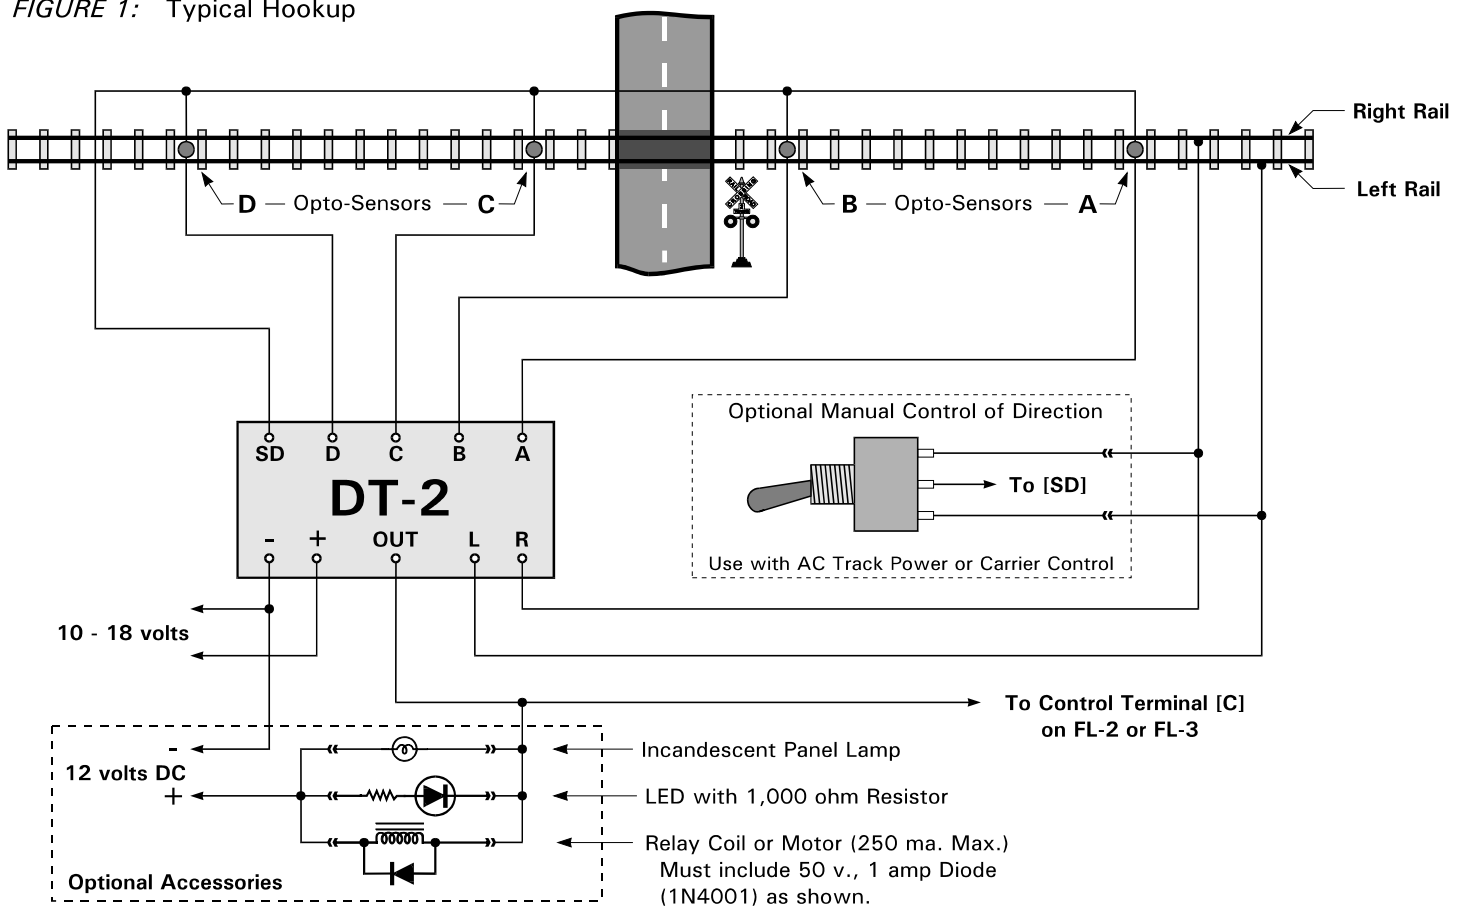 FIGURE 1: Typical Hookup
Right Rail
Left Rail
D Opto-Sensors C
B Opto-Sensors A
SD D C B A
DT-2
- + OUT L R
Optional Manual Control of Direction
To [SD]
Use with AC Track Power or Carrier Control
10 - 18 volts
To Control Terminal [C]
on FL-2 or FL-3
-
12 volts DC
+
Incandescent Panel Lamp
LED with 1,000 ohm Resistor
Relay Coil or Motor (250 ma. Max.)
Must include 50 v., 1 amp Diode
(1N4001) as shown.
Optional Accessories